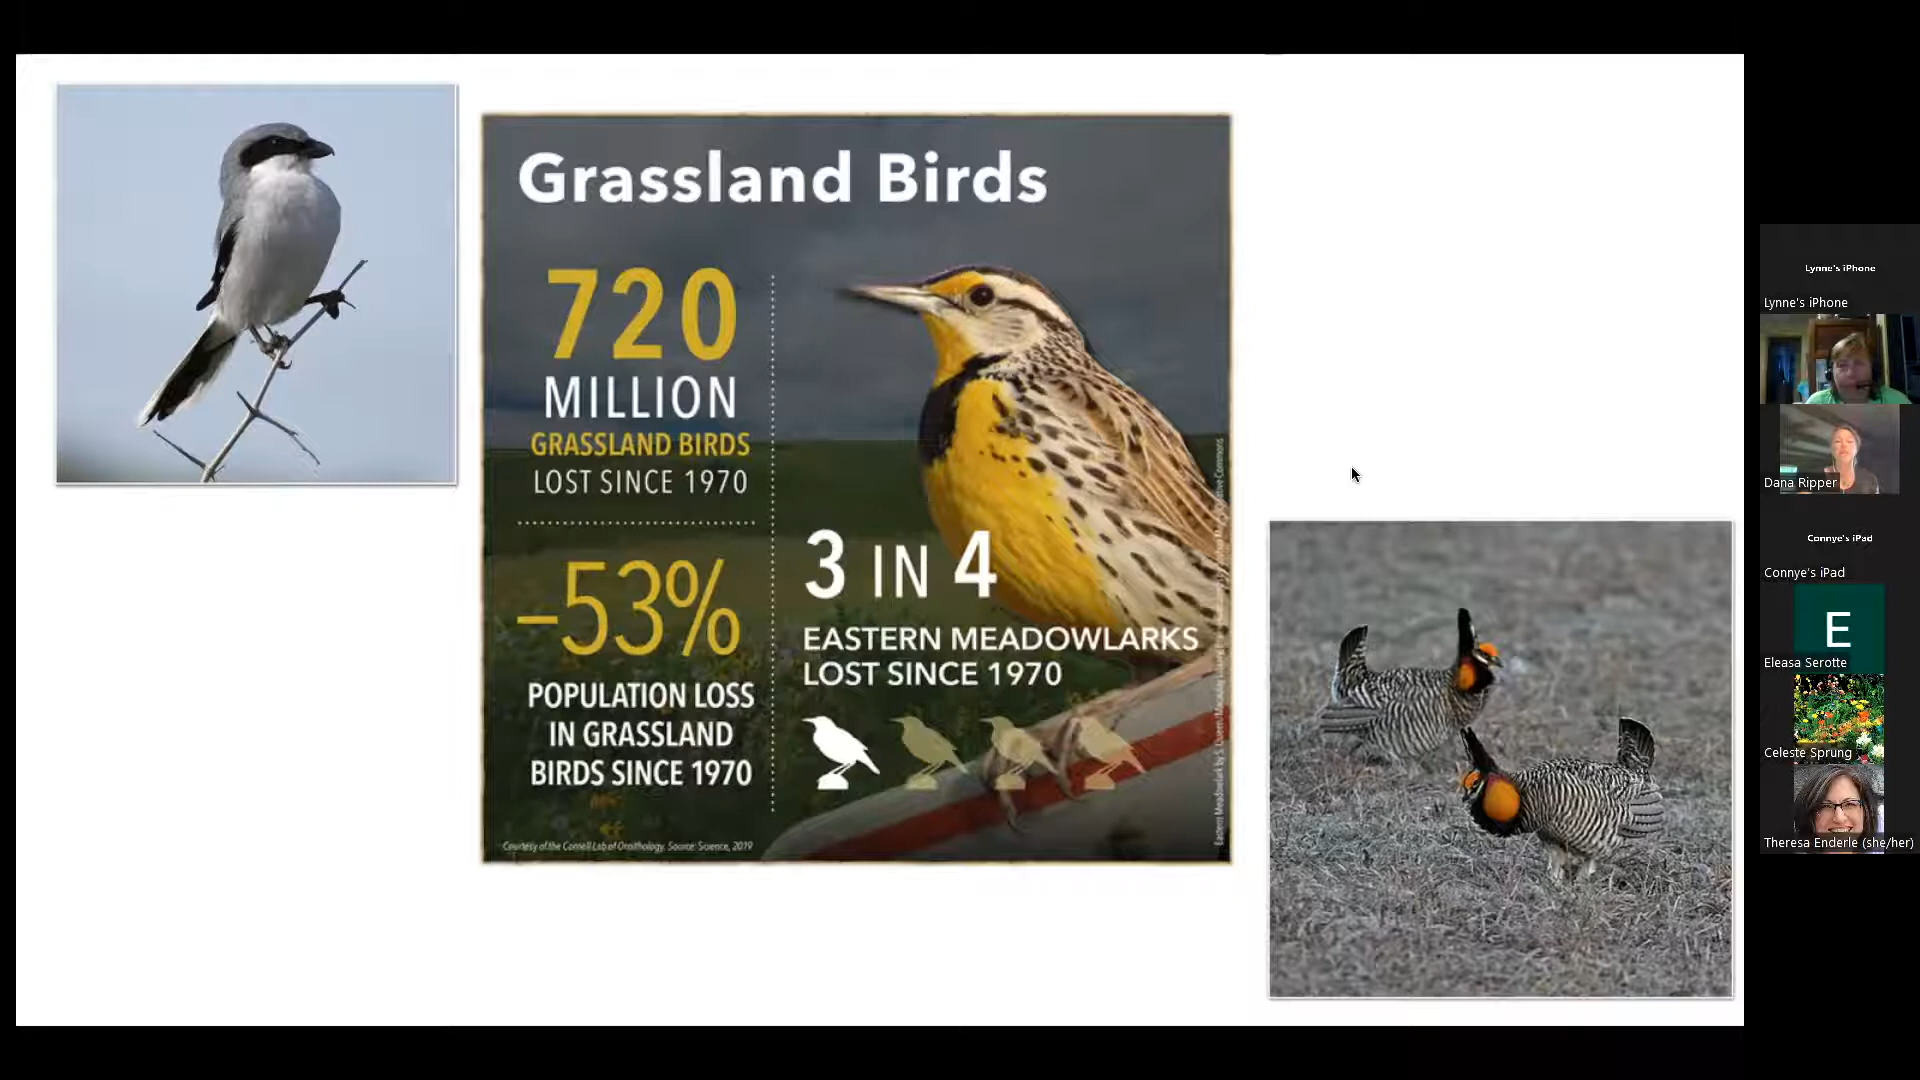 Grassland Birds
720
MILLION
GRASSLAND BIRDS
LOST SINCE 1970
–53%
POPULATION LOSS
IN GRASSLAND
BIRDS SINCE 1970
3 IN 4
EASTERN MEADOWLARKS
LOST SINCE 1970
Courtesy of the Cornell Lab of Ornithology. Source: Science, 2019
Lynne's iPhone
Lynne's iPhone
Dana Ripper
Connye's iPad
Connye's iPad
E
Eleasa Serotte
Celeste Sprung
Theresa Enderle (she/her)